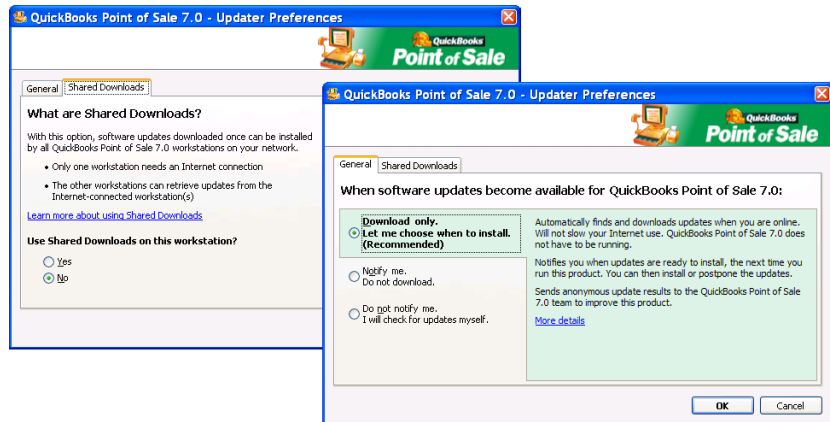 QuickBooks Point of Sale 7.0 - Updater Preferences
QuickBooks
Point of Sale
General
Shared Downloads
What are Shared Downloads?
With this option, software updates downloaded once can be installed
by all QuickBooks Point of Sale 7.0 workstations on your network.
• Only one workstation needs an Internet connection
• The other workstations can retrieve updates from the
Internet-connected workstation(s)
Learn more about using Shared Downloads
Use Shared Downloads on this workstation?
Yes
No
QuickBooks Point of Sale 7.0 - Updater Preferences
QuickBooks
Point of Sale
General
Shared Downloads
When software updates become available for QuickBooks Point of Sale 7.0:
Download only.
Let me choose when to install.
(Recommended)
Notify me.
Do not download.
Do not notify me.
I will check for updates myself.
Automatically finds and downloads updates when you are online.
Will not slow your Internet use. QuickBooks Point of Sale 7.0 does
not have to be running.
Notifies you when updates are ready to install, the next time you
run this product. You can then install or postpone the updates.
Sends anonymous update results to the QuickBooks Point of Sale
7.0 team to improve this product.
More details
OK
Cancel